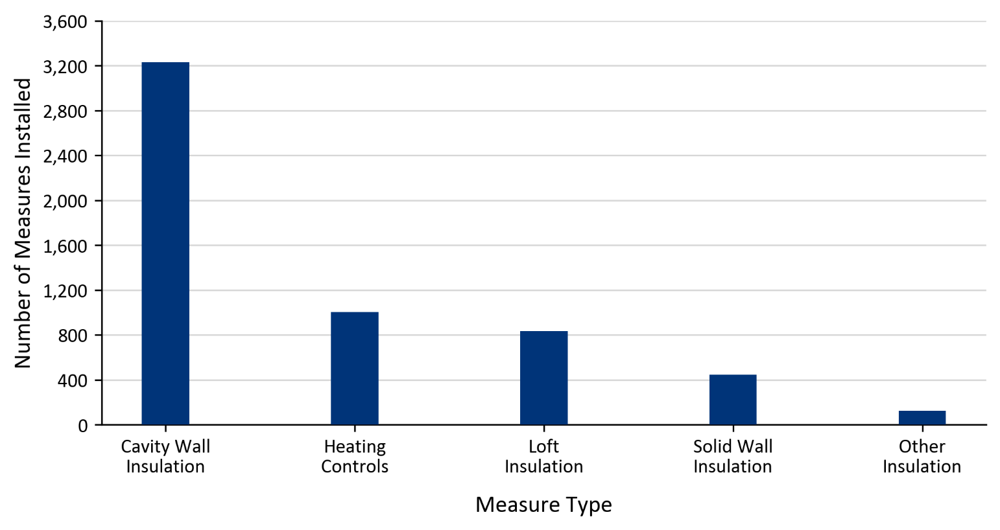 Number of Measures Installed
3,600
3,200
2,800
2,400
2,000
1,600
1,200
800
400
0
Cavity Wall
Insulation
Heating
Controls
Loft
Insulation
Solid Wall
Insulation
Other
Insulation
Measure Type